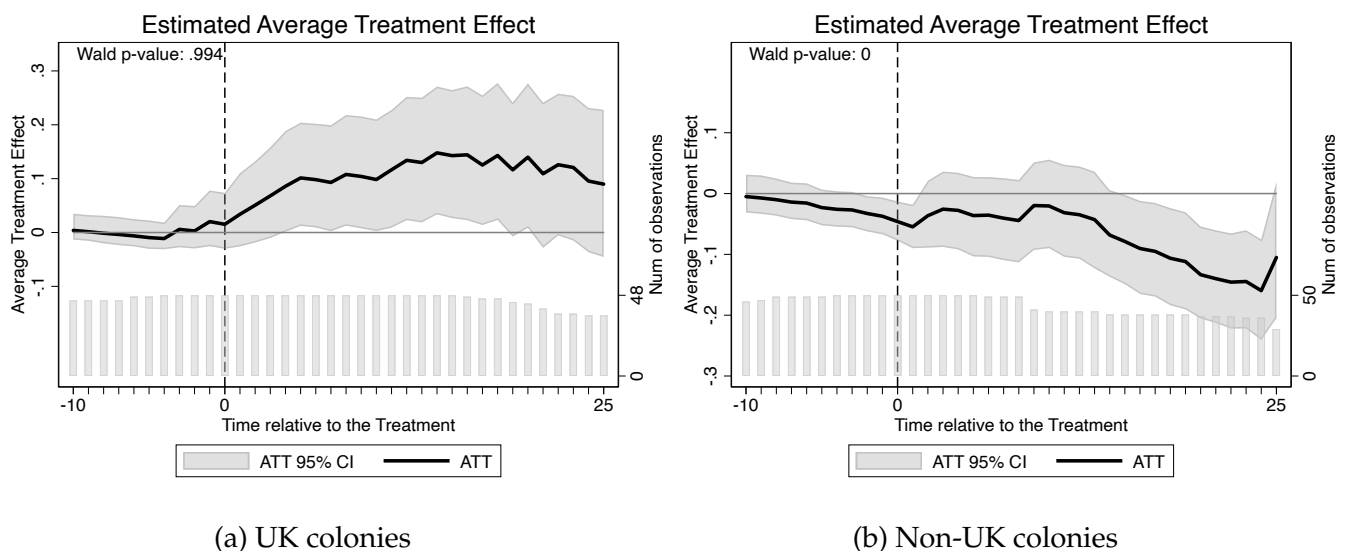 Estimated Average Treatment Effect
Wald p-value: .994
Average Treatment Effect
.3
.2
.1
0
-.1
Num of observations
48
0
-10
0
25
Time relative to the Treatment
ATT 95% CI
ATT
(a) UK colonies
Estimated Average Treatment Effect
Wald p-value: 0
Average Treatment Effect
.1
0
-.1
-.2
-.3
Num of observations
50
0
-10
0
25
Time relative to the Treatment
ATT 95% CI
ATT
(b) Non-UK colonies